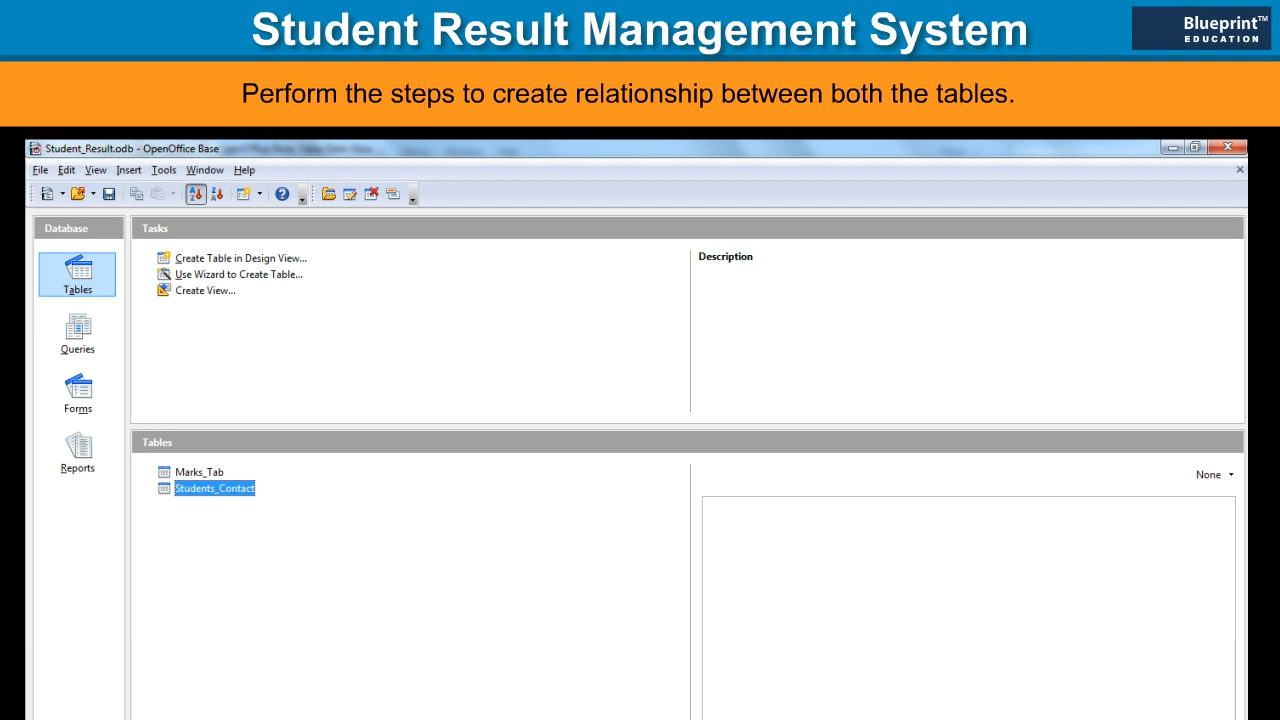 Student Result Management System
Blueprint™
EDUCATION
Perform the steps to create relationship between both the tables.
Student_Result.odb - OpenOffice Base
File Edit View Insert Tools Window Help
Database
Tasks
Tables
Queries
Forms
Reports
Create Table in Design View...
Use Wizard to Create Table...
Create View...
Description
Tables
Marks_Tab
Students_Contact
None